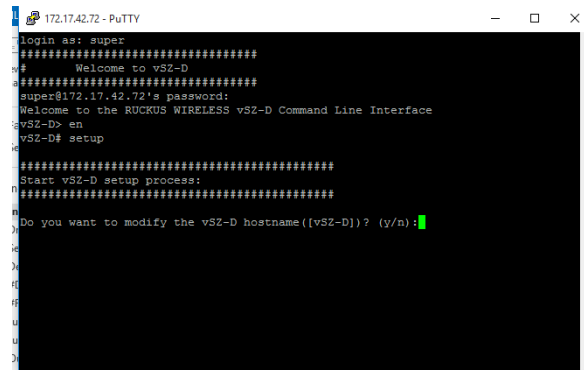 172.17.42.72 - PuTTY
login as: super
##################################
#       Welcome to vSZ-D
##################################
super@172.17.42.72's password:
Welcome to the RUCKUS WIRELESS vSZ-D Command Line Interface
vSZ-D> en
vSZ-D# setup
#############################################
Start vSZ-D setup process:
#############################################
Do you want to modify the vSZ-D hostname([vSZ-D])? (y/n):